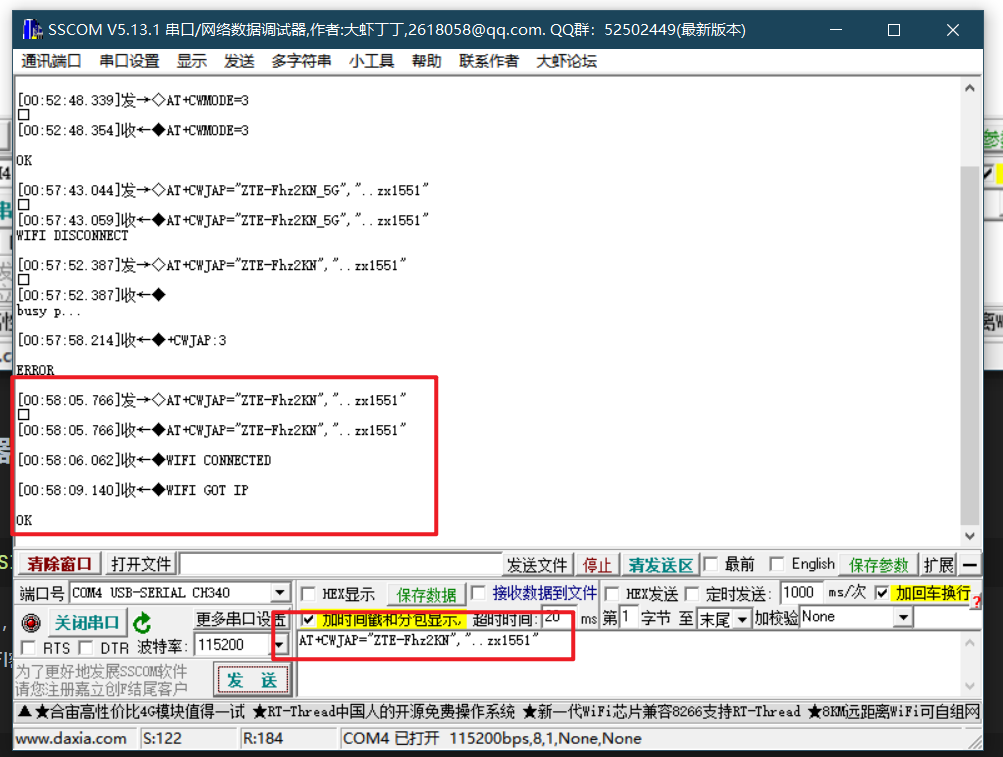 SSCOM V5.13.1 串口/网络数据调试器,作者:大虾丁丁,2618058@qq.com. QQ群: 52502449(最新版本)
通讯端口 串口设置 显示 发送 多字符串 小工具 帮助 联系作者 大虾论坛
[00:52:48.339]发→◇AT+CWMODE=3
□
[00:52:48.354]收←◆AT+CWMODE=3
OK
[00:57:43.044]发→◇AT+CWJAP="ZTE-Fhz2KN_5G","..zx1551"
□
[00:57:43.059]收←◆AT+CWJAP="ZTE-Fhz2KN_5G","..zx1551"
WIFI DISCONNECT
[00:57:52.387]发→◇AT+CWJAP="ZTE-Fhz2KN","..zx1551"
□
[00:57:52.387]收←◆
busy p...
[00:57:58.214]收←◆+CWJAP:3
ERROR
[00:58:05.766]发→◇AT+CWJAP="ZTE-Fhz2KN","..zx1551"
□
[00:58:05.766]收←◆AT+CWJAP="ZTE-Fhz2KN","..zx1551"
[00:58:06.062]收←◆WIFI CONNECTED
[00:58:09.140]收←◆WIFI GOT IP
OK
清除窗口 打开文件 发送文件 停止 清发送区 最前 English 保存参数 扩展 —
端口号 COM4 USB-SERIAL CH340 HEX显示 保存数据 接收数据到文件 HEX发送 定时发送: 1000 ms/次 加回车换行
关闭串口 更多串口设置 加时间戳和分包显示, 超时时间: 20 ms 第 1 字节 至 末尾 加校验 None
RTS DTR 波特率: 115200 AT+CWJAP="ZTE-Fhz2KN","..zx1551"
为了更好地发展SSCOM软件
请您注册嘉立创F结尾客户
发 送
▲★合宙高性价比4G模块值得一试 ★RT-Thread中国人的开源免费操作系统 ★新一代WiFi芯片兼容8266支持RT-Thread ★8KM远距离WiFi可自组网
www.daxia.com S:122 R:184 COM4 已打开 115200bps,8,1,None,None